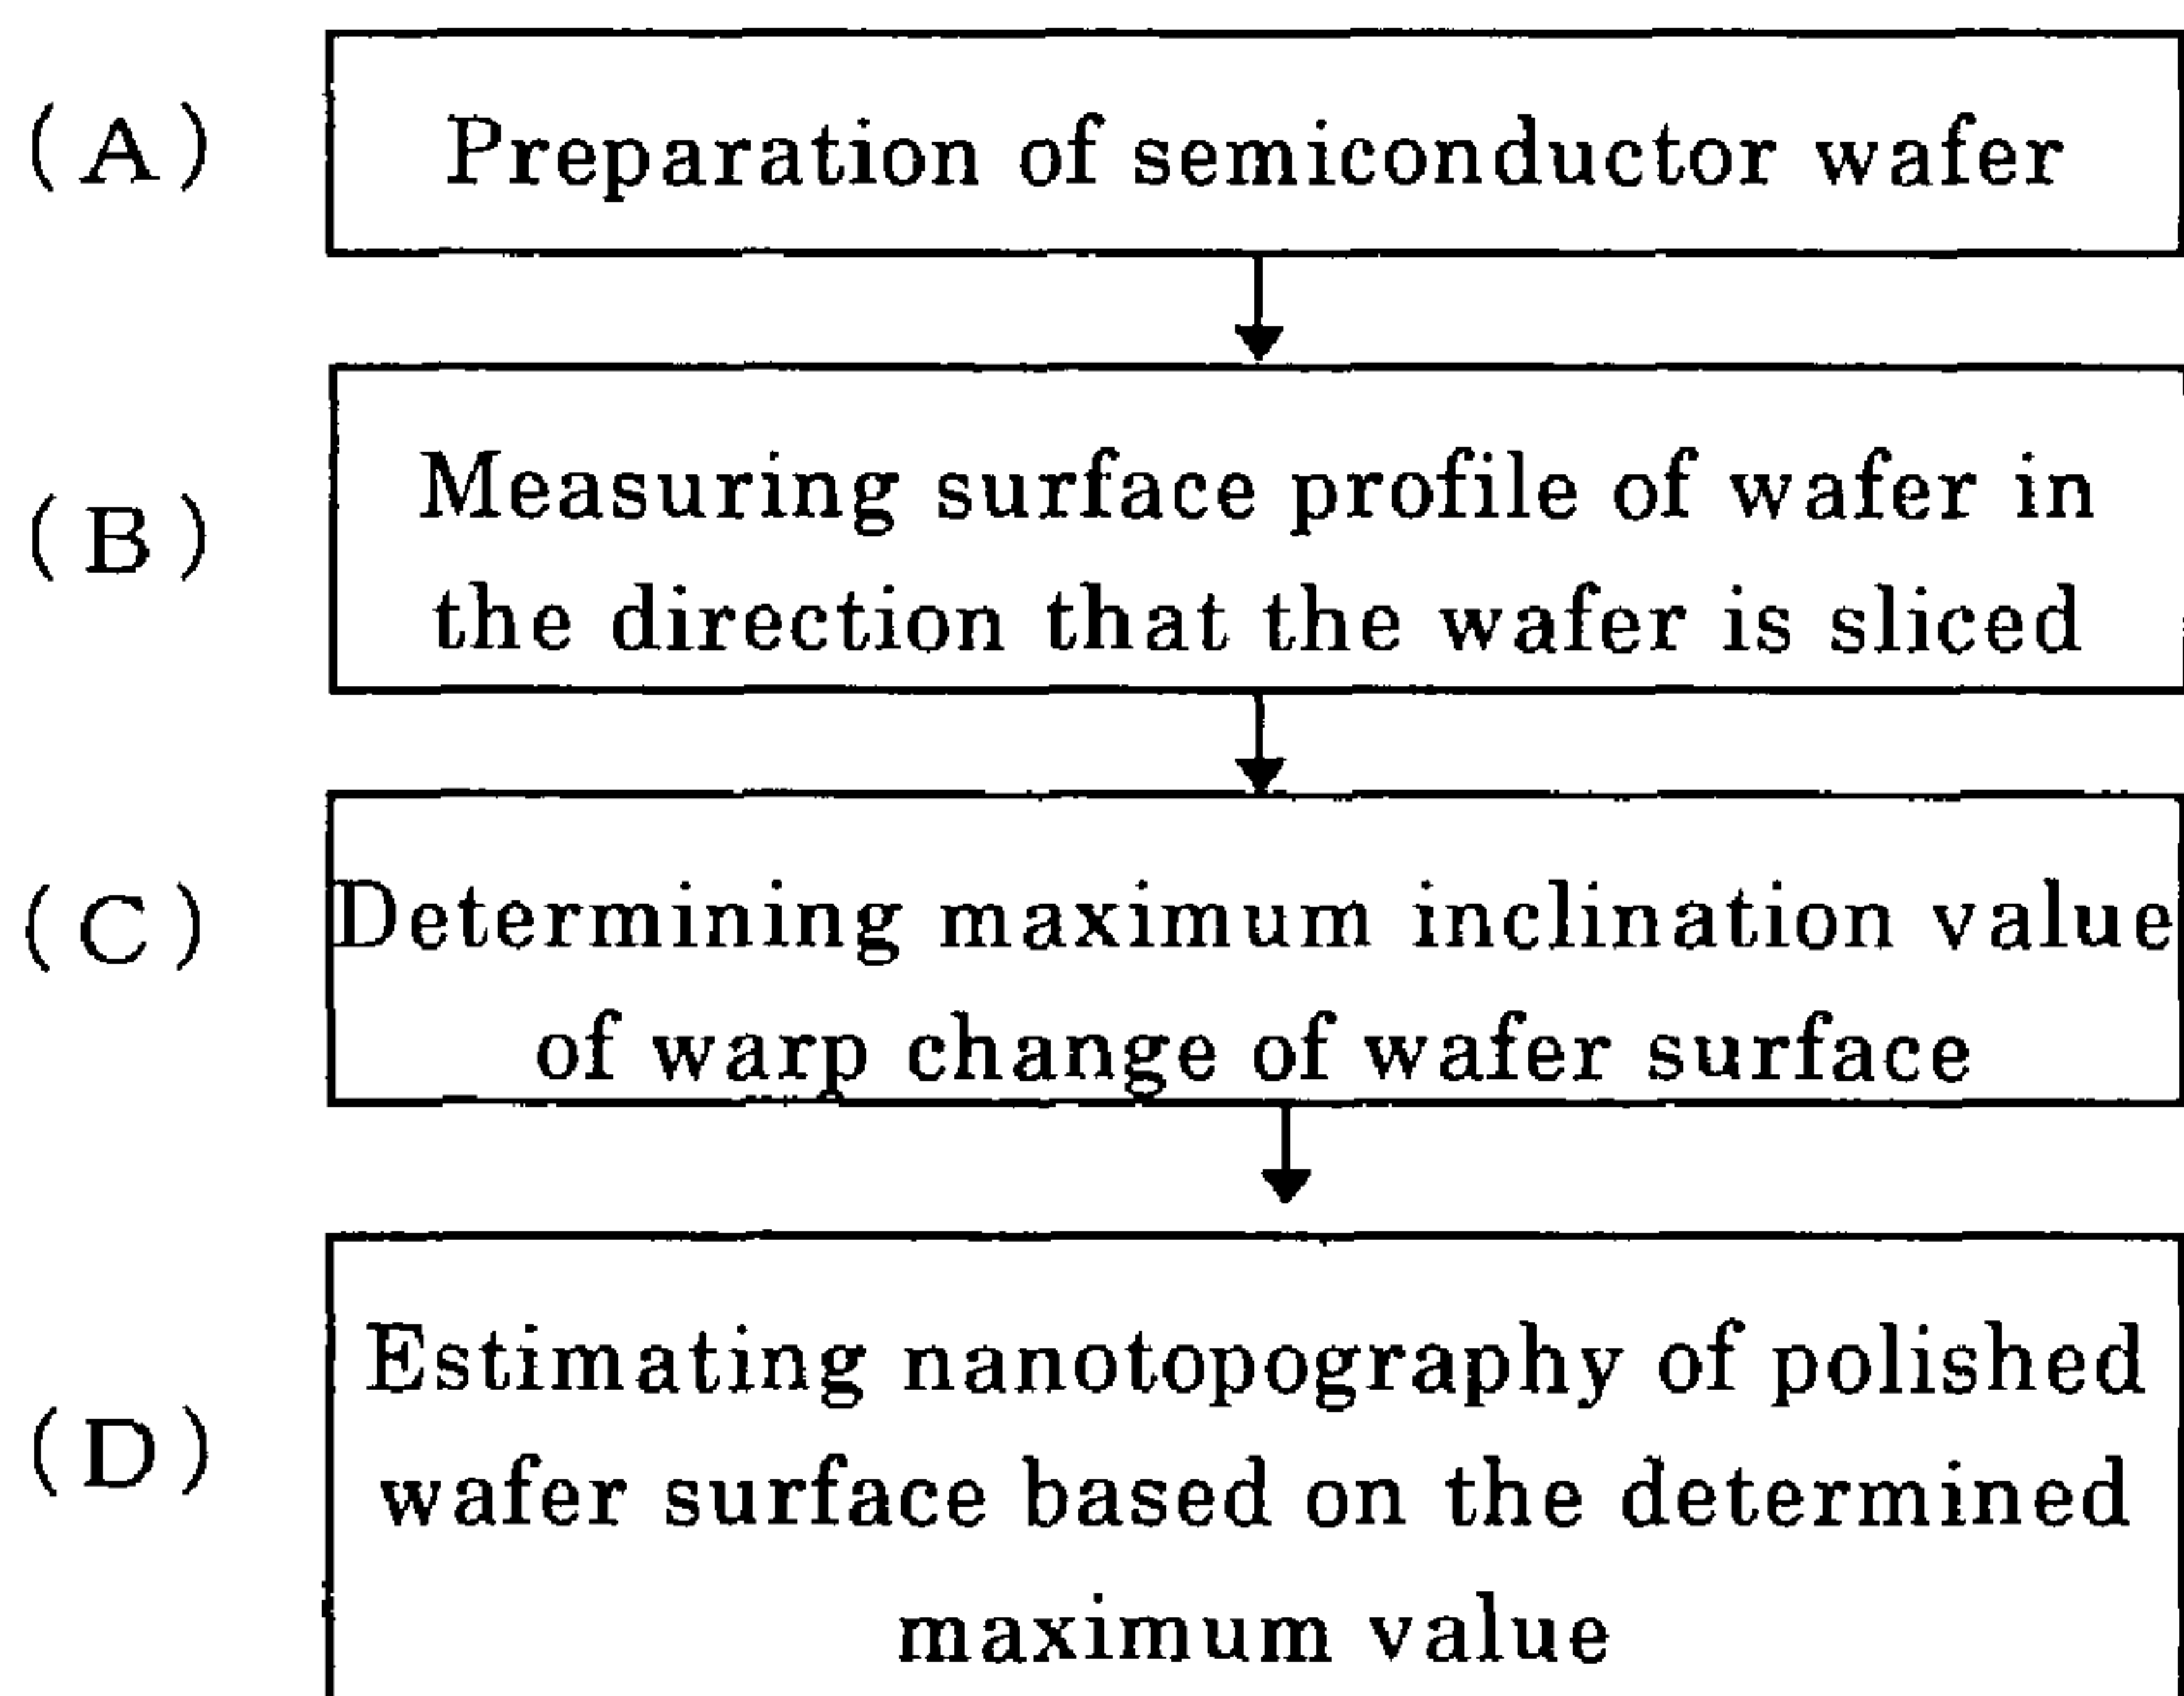 (A) Preparation of semiconductor wafer
(B) Measuring surface profile of wafer in
the direction that the wafer is sliced
(C) Determining maximum inclination value
of warp change of wafer surface
(D) Estimating nanotopography of polished
wafer surface based on the determined
maximum value